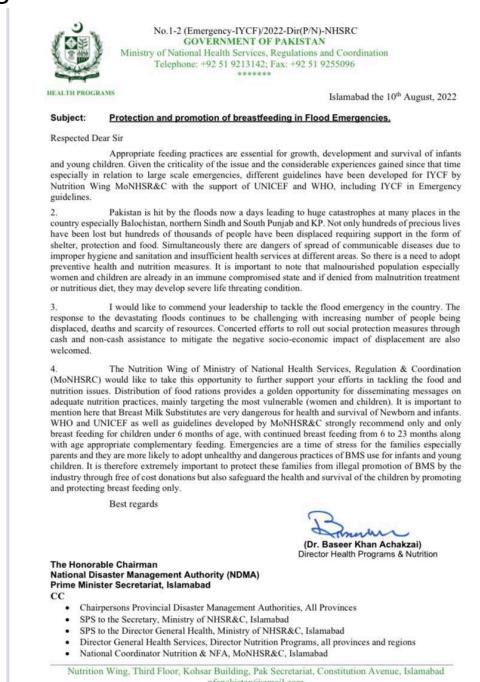 No.1-2 (Emergency-IYCF)/2022-Dir(P/N)-NHSRC
GOVERNMENT OF PAKISTAN
Ministry of National Health Services, Regulations and Coordination
Telephone: +92 51 9213142; Fax: +92 51 9255096
*******
HEALTH PROGRAMS
Islamabad the 10th August, 2022
Subject: Protection and promotion of breastfeeding in Flood Emergencies.
Respected Dear Sir
Appropriate feeding practices are essential for growth, development and survival of infants
and young children. Given the criticality of the issue and the considerable experiences gained since that time
especially in relation to large scale emergencies, different guidelines have been developed for IYCF by
Nutrition Wing MoNHSR&C with the support of UNICEF and WHO, including IYCF in Emergency
guidelines.
2. Pakistan is hit by the floods now a days leading to huge catastrophes at many places in the
country especially Balochistan, northern Sindh and South Punjab and KP. Not only hundreds of precious lives
have been lost but hundreds of thousands of people have been displaced requiring support in the form of
shelter, protection and food. Simultaneously there are dangers of spread of communicable diseases due to
improper hygiene and sanitation and insufficient health services at different areas. So there is a need to adopt
preventive health and nutrition measures. It is important to note that malnourished population especially
women and children are already in an immune compromised state and if denied from malnutrition treatment
or nutritious diet, they may develop severe life threating condition.
3. I would like to commend your leadership to tackle the flood emergency in the country. The
response to the devastating floods continues to be challenging with increasing number of people being
displaced, deaths and scarcity of resources. Concerted efforts to roll out social protection measures through
cash and non-cash assistance to mitigate the negative socio-economic impact of displacement are also
welcomed.
4. The Nutrition Wing of Ministry of National Health Services, Regulation & Coordination
(MoNHSRC) would like to take this opportunity to further support your efforts in tackling the food and
nutrition issues. Distribution of food rations provides a golden opportunity for disseminating messages on
adequate nutrition practices, mainly targeting the most vulnerable (women and children). It is important to
mention here that Breast Milk Substitutes are very dangerous for health and survival of Newborn and infants.
WHO and UNICEF as well as guidelines developed by MoNHSR&C strongly recommend only and only
breast feeding for children under 6 months of age, with continued breast feeding from 6 to 23 months along
with age appropriate complementary feeding. Emergencies are a time of stress for the families especially
parents and they are more likely to adopt unhealthy and dangerous practices of BMS use for infants and young
children. It is therefore extremely important to protect these families from illegal promotion of BMS by the
industry through free of cost donations but also safeguard the health and survival of the children by promoting
and protecting breast feeding only.
Best regards
(Dr. Baseer Khan Achakzai)
Director Health Programs & Nutrition
The Honorable Chairman
National Disaster Management Authority (NDMA)
Prime Minister Secretariat, Islamabad
CC
• Chairpersons Provincial Disaster Management Authorities, All Provinces
• SPS to the Secretary, Ministry of NHSR&C, Islamabad
• SPS to the Director General Health, Ministry of NHSR&C, Islamabad
• Director General Health Services, Director Nutrition Programs, all provinces and regions
• National Coordinator Nutrition & NFA, MoNHSR&C, Islamabad
Nutrition Wing, Third Floor, Kohsar Building, Pak Secretariat, Constitution Avenue, Islamabad